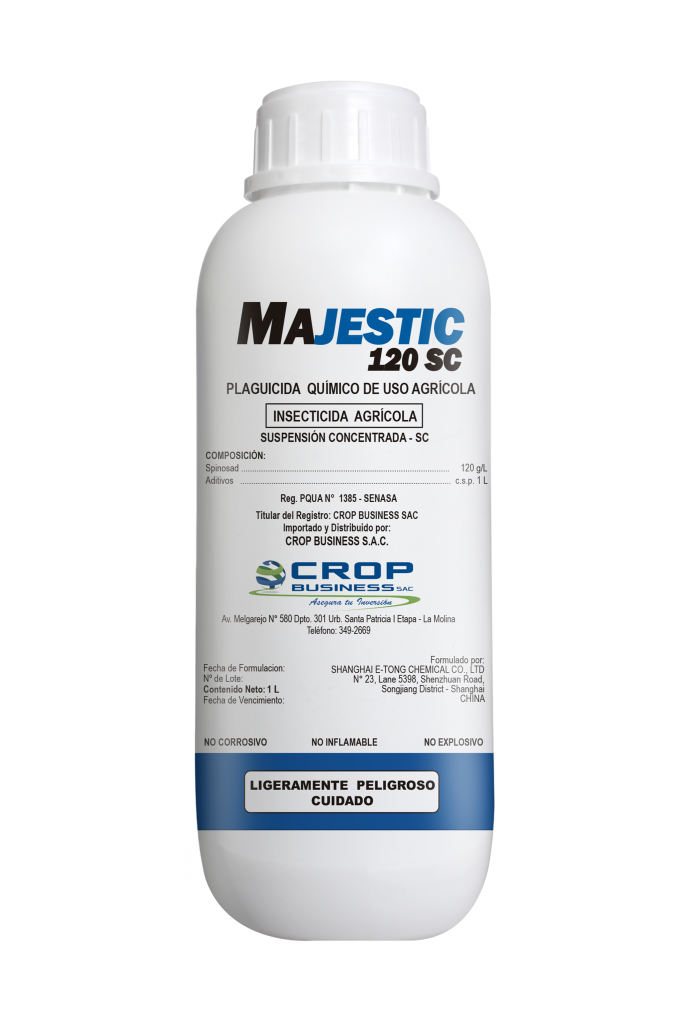 MAJESTIC
120 SC
PLAGUICIDA QUÍMICO DE USO AGRÍCOLA
INSECTICIDA AGRÍCOLA
SUSPENSIÓN CONCENTRADA - SC
COMPOSICIÓN:
Spinosad ........ 120 g/L
Aditivos ........ c.s.p. 1 L
Reg. PQUA N° 1385 - SENASA
Titular del Registro: CROP BUSINESS SAC
Importado y Distribuido por:
CROP BUSINESS S.A.C.
CROP
BUSINESS SAC
Asegura tu Inversión
Av. Melgarejo N° 580 Dpto. 301 Urb. Santa Patricia I Etapa - La Molina
Teléfono: 349-2669
Fecha de Formulacion:
Nº de Lote:
Contenido Neto: 1 L
Fecha de Vencimiento:
Formulado por:
SHANGHAI E-TONG CHEMICAL CO., LTD
N° 23, Lane 5398, Shenzhuan Road,
Songjiang District - Shanghai
CHINA
NO CORROSIVO NO INFLAMABLE NO EXPLOSIVO
LIGERAMENTE PELIGROSO
CUIDADO